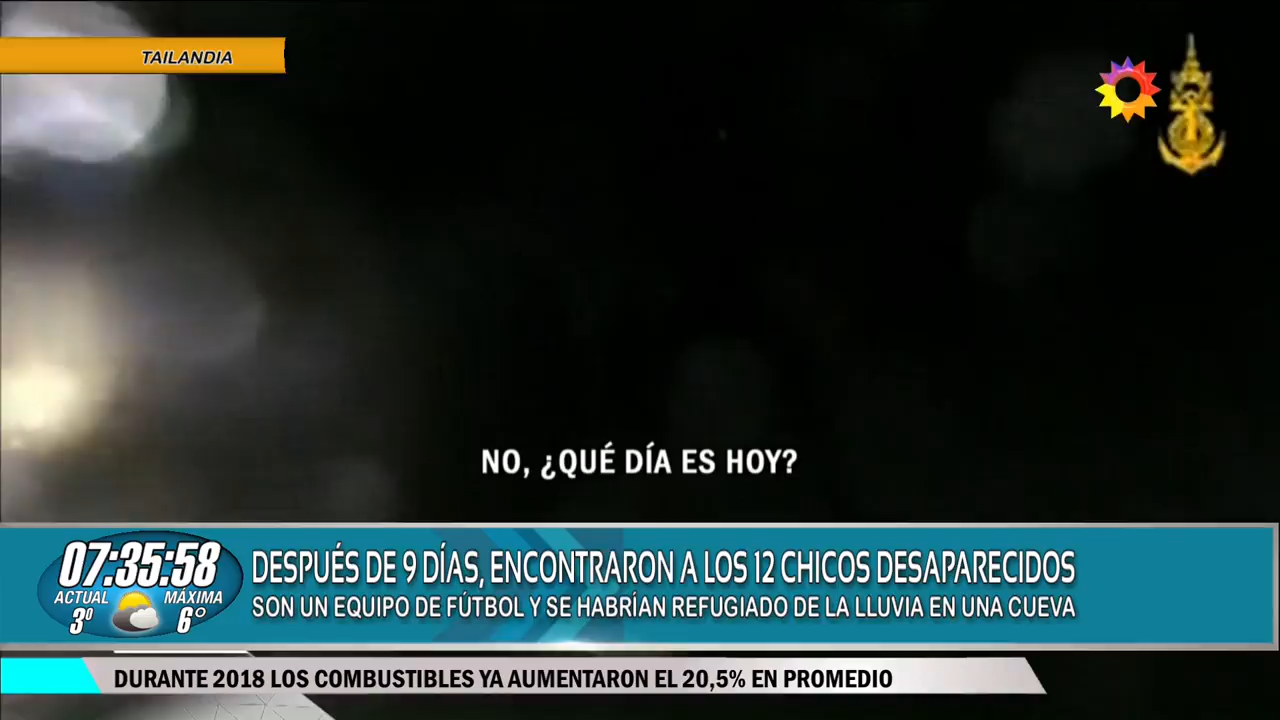 TAILANDIA
NO, ¿QUÉ DÍA ES HOY?
07:35:58
ACTUAL MÁXIMA
3º 6º
DESPUÉS DE 9 DÍAS, ENCONTRARON A LOS 12 CHICOS DESAPARECIDOS
SON UN EQUIPO DE FÚTBOL Y SE HABRÍAN REFUGIADO DE LA LLUVIA EN UNA CUEVA
DURANTE 2018 LOS COMBUSTIBLES YA AUMENTARON EL 20,5% EN PROMEDIO